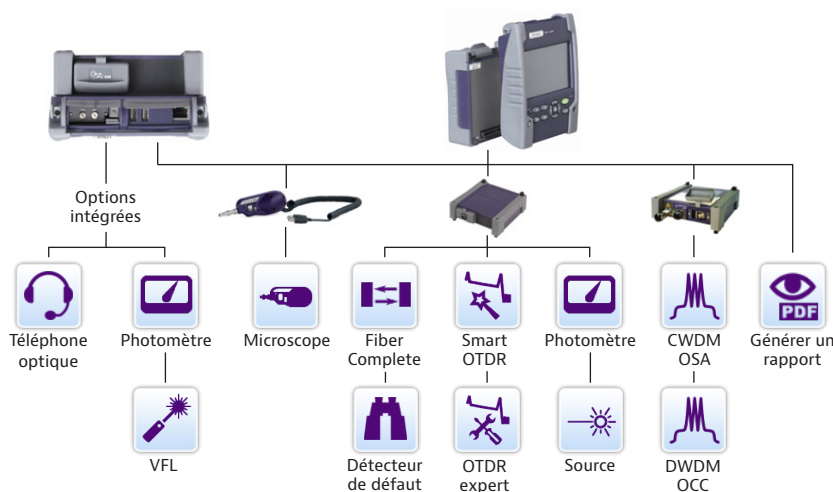 Options
intégrées
Téléphone
optique
Photomètre
Microscope
Fiber
Complete
Smart
OTDR
Photomètre
CWDM
OSA
PDF
Générer un
rapport
VFL
Détecteur
de défaut
OTDR
expert
Source
DWDM
OCC